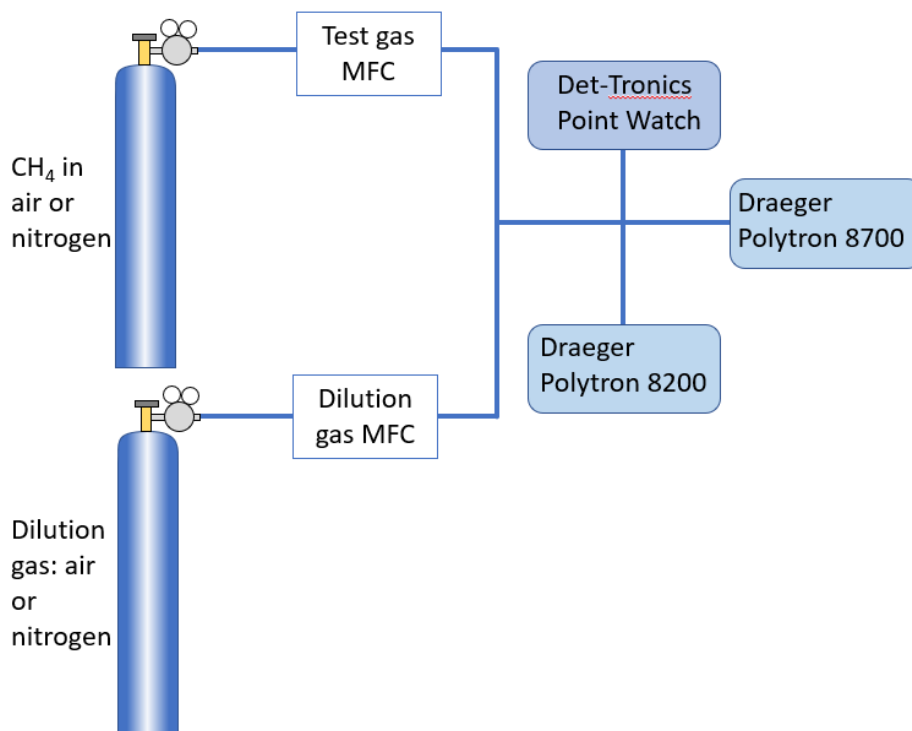 Test gas
MFC
Det-Tronics
Point Watch
CH₄ in
air or
nitrogen
Draeger
Polytron 8700
Draeger
Polytron 8200
Dilution
gas MFC
Dilution
gas: air
or
nitrogen